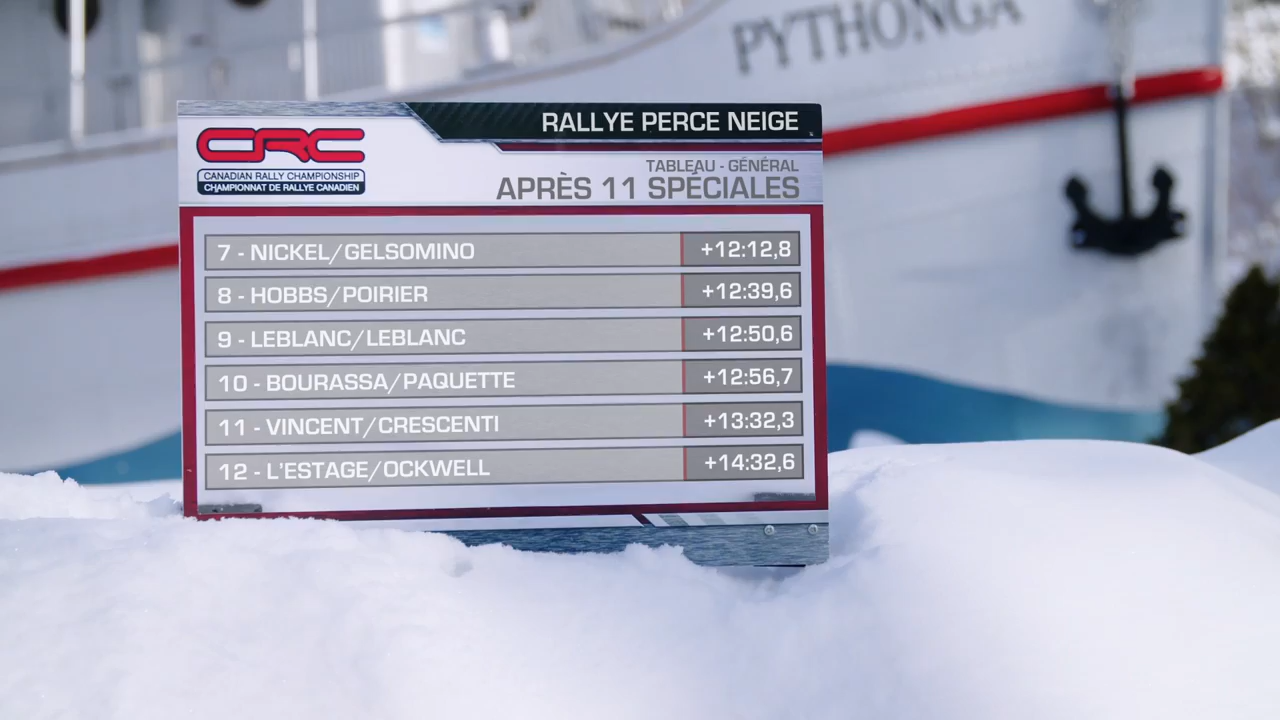 PYTHONGA
RALLYE PERCE NEIGE
CRC
CANADIAN RALLY CHAMPIONSHIP
CHAMPIONNAT DE RALLYE CANADIEN
TABLEAU - GÉNÉRAL
APRÈS 11 SPÉCIALES
7 - NICKEL/GELSOMINO +12:12,8
8 - HOBBS/POIRIER +12:39,6
9 - LEBLANC/LEBLANC +12:50,6
10 - BOURASSA/PAQUETTE +12:56,7
11 - VINCENT/CRESCENTI +13:32,3
12 - L'ESTAGE/OCKWELL +14:32,6